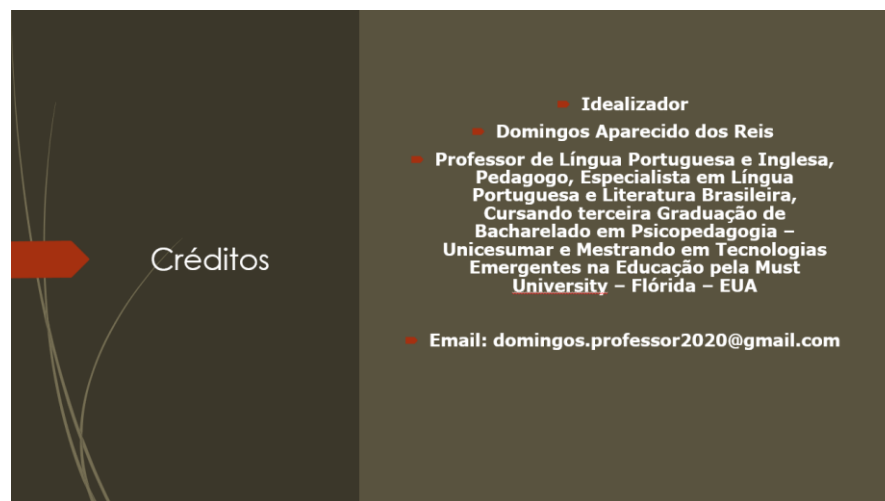 Créditos
Idealizador
Domingos Aparecido dos Reis
Professor de Língua Portuguesa e Inglesa,
Pedagogo, Especialista em Língua
Portuguesa e Literatura Brasileira,
Cursando terceira Graduação de
Bacharelado em Psicopedagogia –
Unicesumar e Mestrando em Tecnologias
Emergentes na Educação pela Must
University – Flórida – EUA
Email: domingos.professor2020@gmail.com